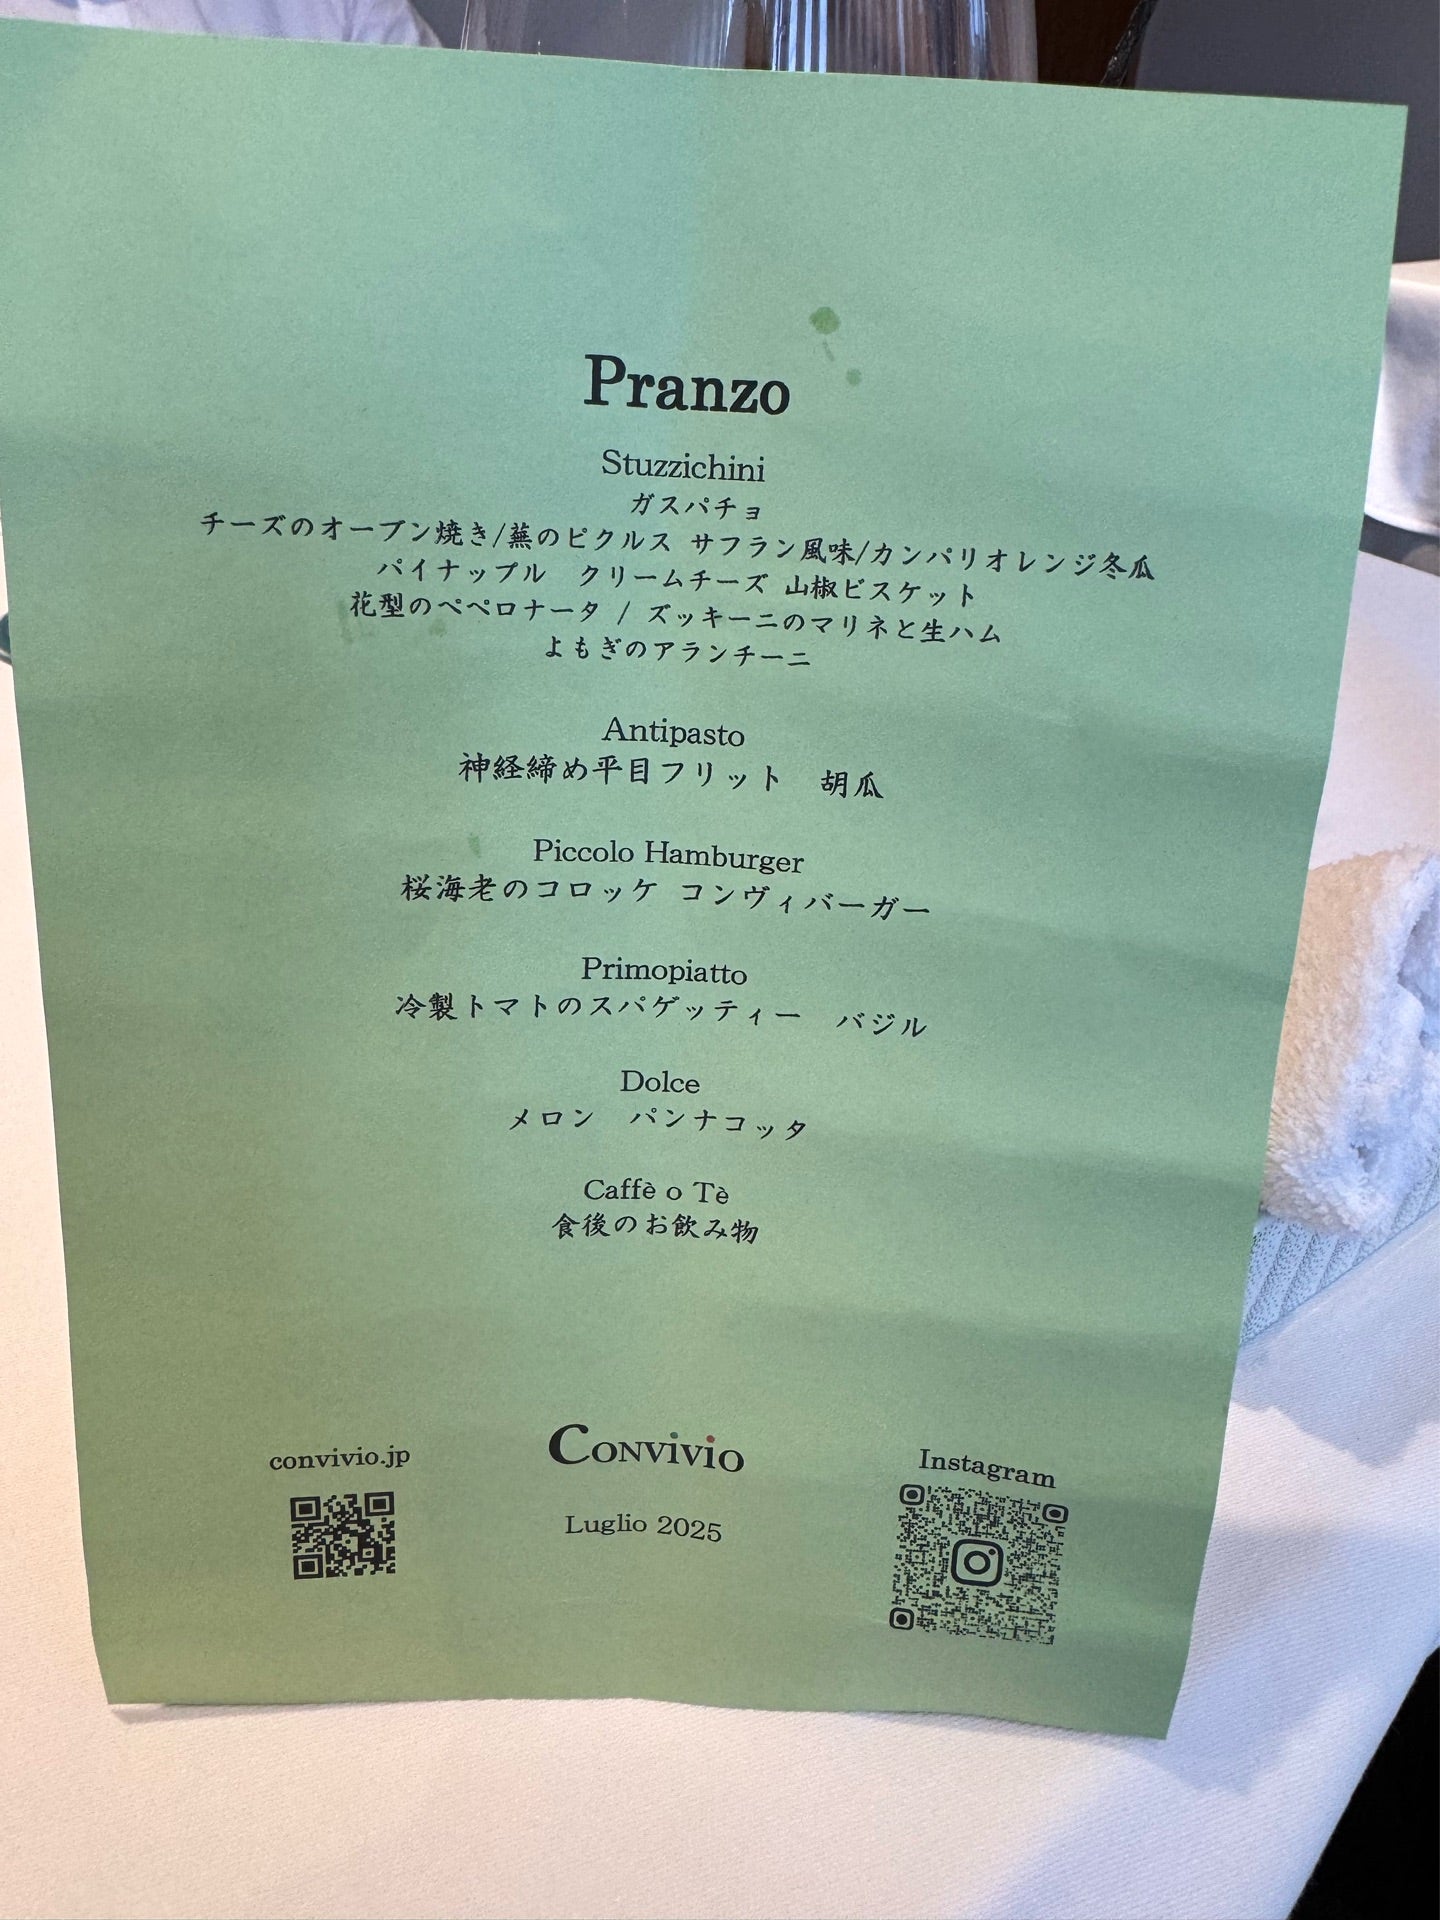 Pranzo
Stuzzichini
ガスパチョ
チーズのオーブン焼き/蕪のピクルス サフラン風味/カンパリオレンジ冬瓜
パイナップル　クリームチーズ 山椒ビスケット
花型のペペロナータ / ズッキーニのマリネと生ハム
よもぎのアランチーニ
Antipasto
神経締め平目フリット　胡瓜
Piccolo Hamburger
桜海老のコロッケ コンヴィバーガー
Primopiatto
冷製トマトのスパゲッティー　バジル
Dolce
メロン　パンナコッタ
Caffè o Tè
食後のお飲み物
convivio.jp
CONVIVIO
Instagram
Luglio 2025